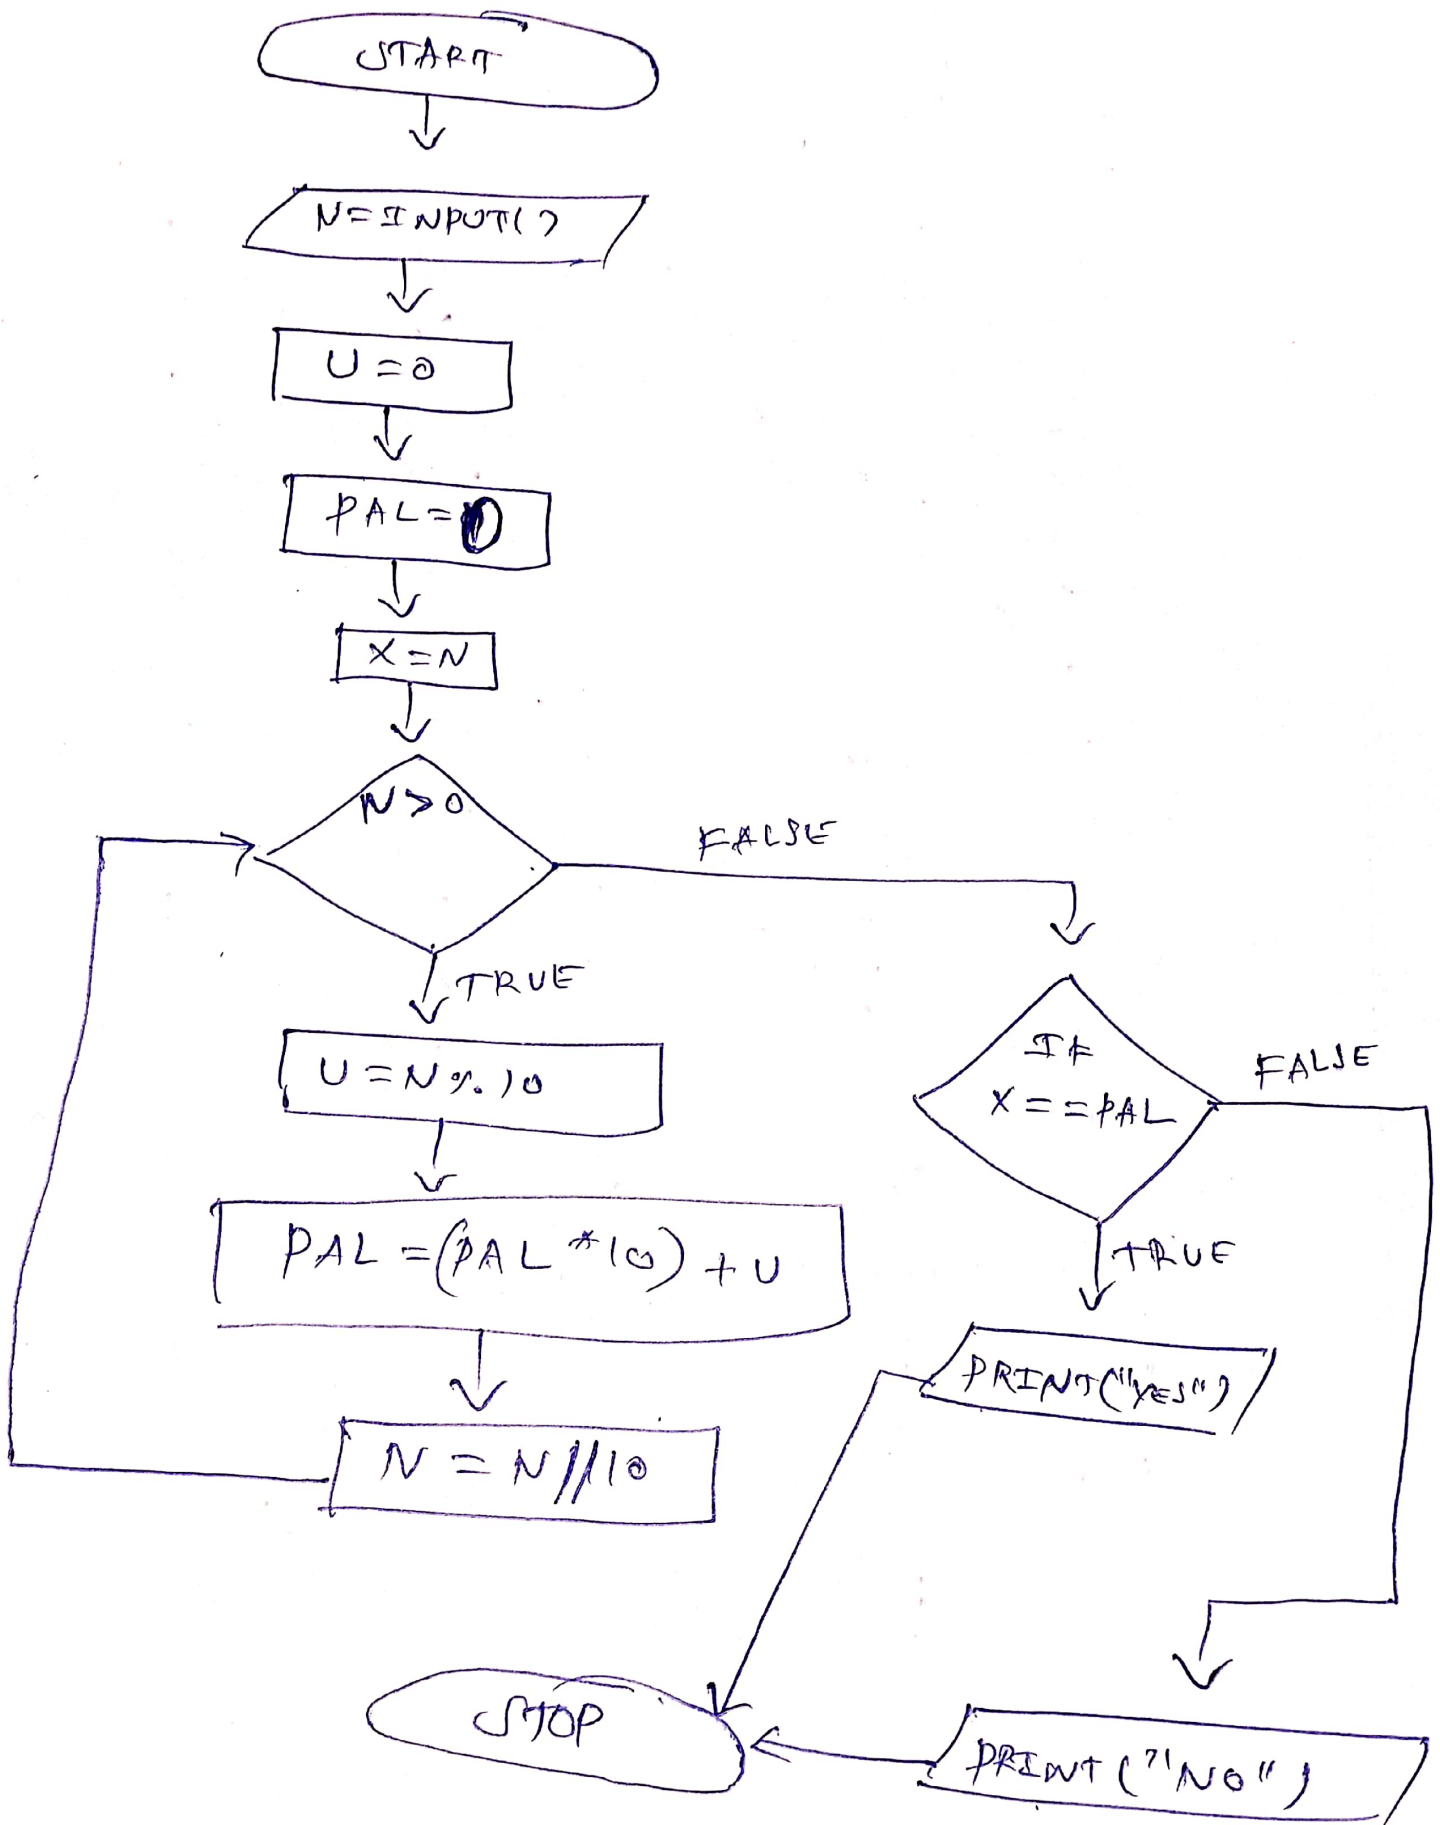 START
N=INPUT()
U=0
PAL=0
X=N
N>0
FALSE
TRUE
U=N%10
PAL=(PAL*10)+U
N=N//10
IF
X==PAL
FALSE
TRUE
PRINT("YES")
PRINT("NO")
STOP